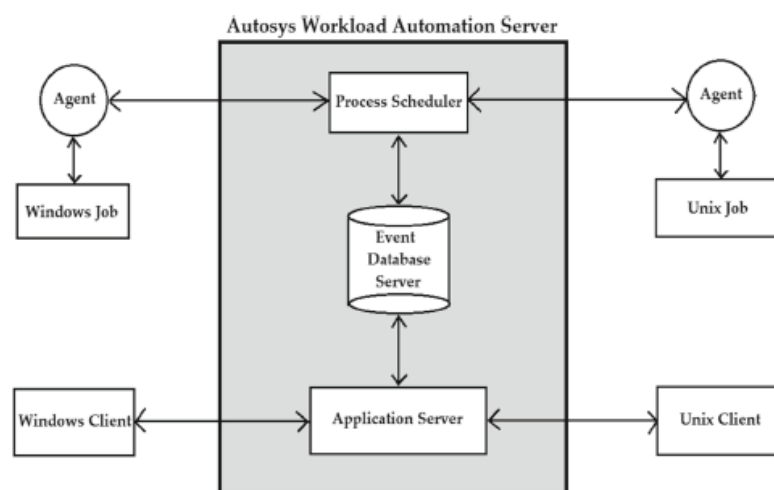 Autosys Workload Automation Server
Agent
Process Scheduler
Agent
Windows Job
Unix Job
Event
Database
Server
Windows Client
Application Server
Unix Client